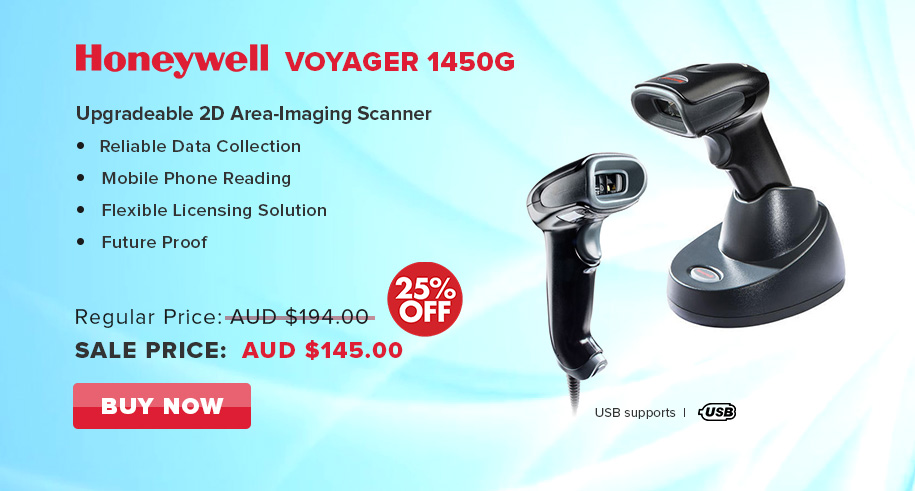 Honeywell VOYAGER 1450G
Upgradeable 2D Area-Imaging Scanner
• Reliable Data Collection
• Mobile Phone Reading
• Flexible Licensing Solution
• Future Proof
25%
OFF
Regular Price: AUD $194.00
SALE PRICE: AUD $145.00
BUY NOW
USB supports | USB